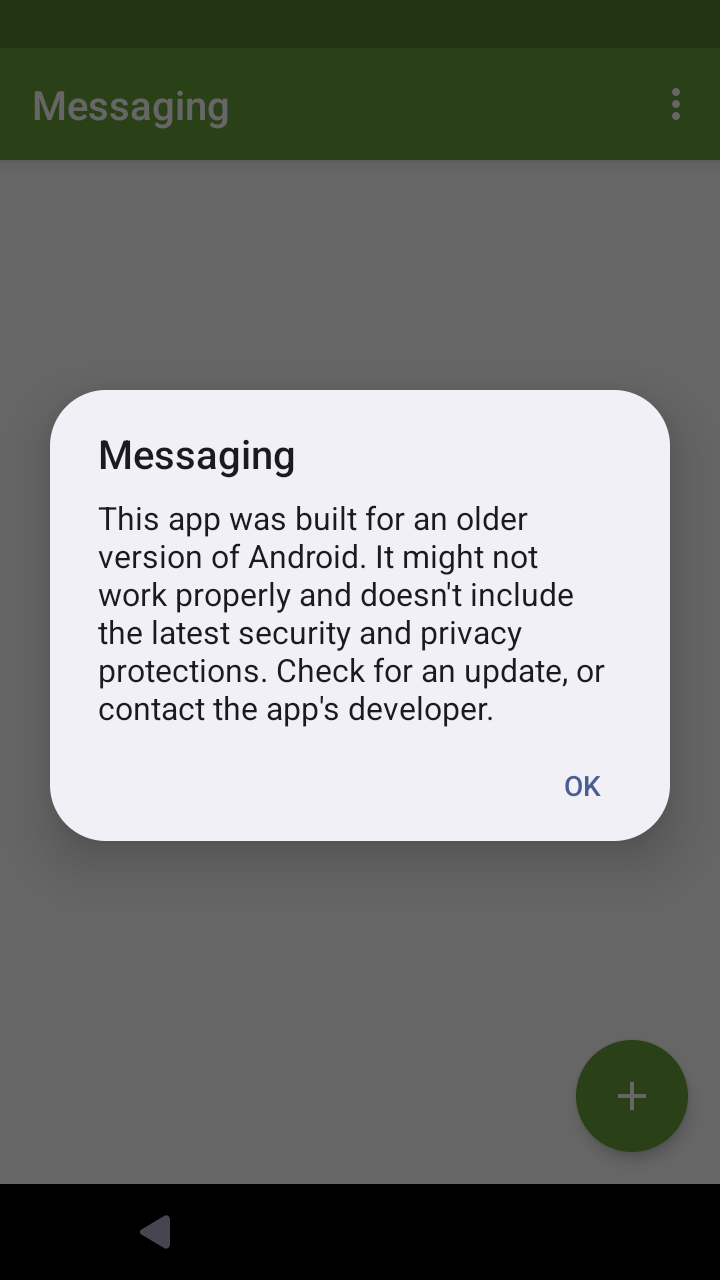 Messaging
Messaging
This app was built for an older
version of Android. It might not
work properly and doesn't include
the latest security and privacy
protections. Check for an update, or
contact the app's developer.
OK